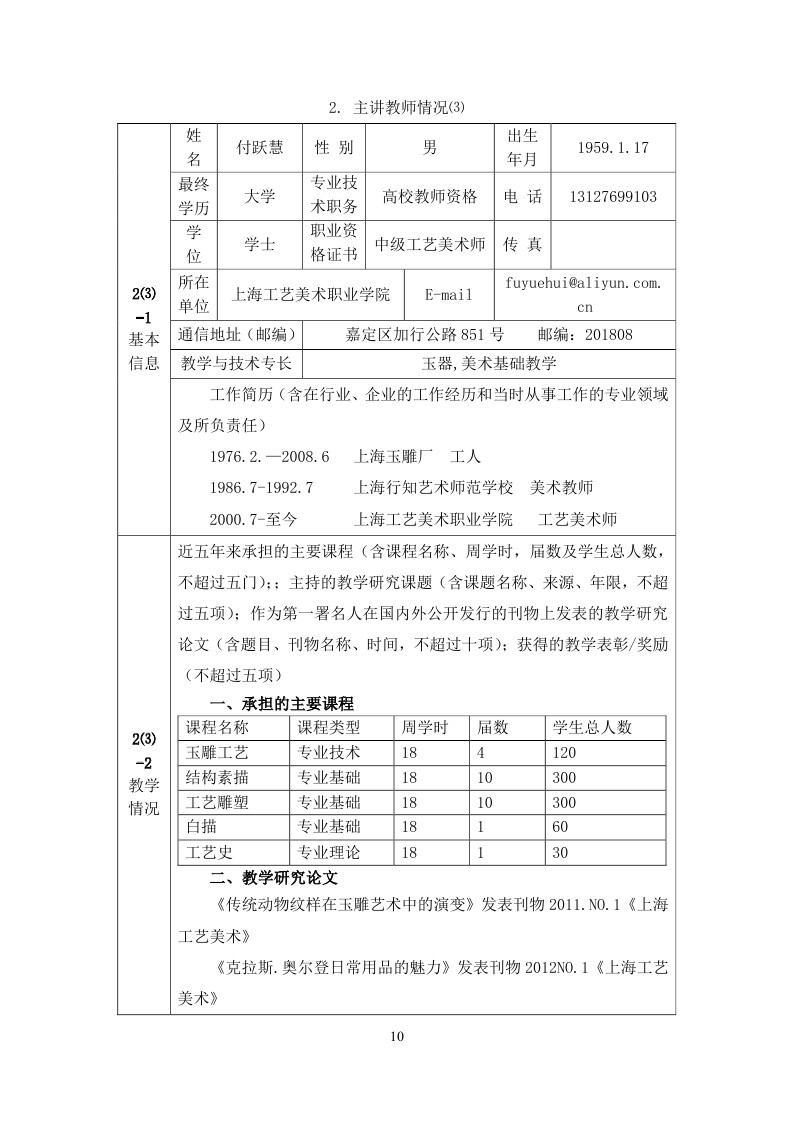 2. 主讲教师情况⑶
2⑶
-1
基本
信息
姓
名
付跃慧
性 别
男
出生
年月
1959.1.17
最终
学历
大学
专业技
术职务
高校教师资格
电 话
13127699103
学
位
学士
职业资
格证书
中级工艺美术师
传 真
所在
单位
上海工艺美术职业学院
E-mail
fuyuehui@aliyun.com.
cn
通信地址（邮编）
嘉定区加行公路 851 号 邮编: 201808
教学与技术专长
玉器,美术基础教学
工作简历（含在行业、企业的工作经历和当时从事工作的专业领域
及所负责任）
1976.2.—2008.6 上海玉雕厂 工人
1986.7-1992.7 上海行知艺术师范学校 美术教师
2000.7-至今 上海工艺美术职业学院 工艺美术师
2⑶
-2
教学
情况
近五年来承担的主要课程（含课程名称、周学时，届数及学生总人数，
不超过五门）;；主持的教学研究课题（含课题名称、来源、年限，不超
过五项）；作为第一署名人在国内外公开发行的刊物上发表的教学研究
论文（含题目、刊物名称、时间，不超过十项）；获得的教学表彰/奖励
（不超过五项）
一、承担的主要课程
课程名称 课程类型 周学时 届数 学生总人数
玉雕工艺 专业技术 18 4 120
结构素描 专业基础 18 10 300
工艺雕塑 专业基础 18 10 300
白描 专业基础 18 1 60
工艺史 专业理论 18 1 30
二、教学研究论文
《传统动物纹样在玉雕艺术中的演变》发表刊物 2011.NO.1《上海
工艺美术》
《克拉斯.奥尔登日常用品的魅力》发表刊物 2012NO.1《上海工艺
美术》
10